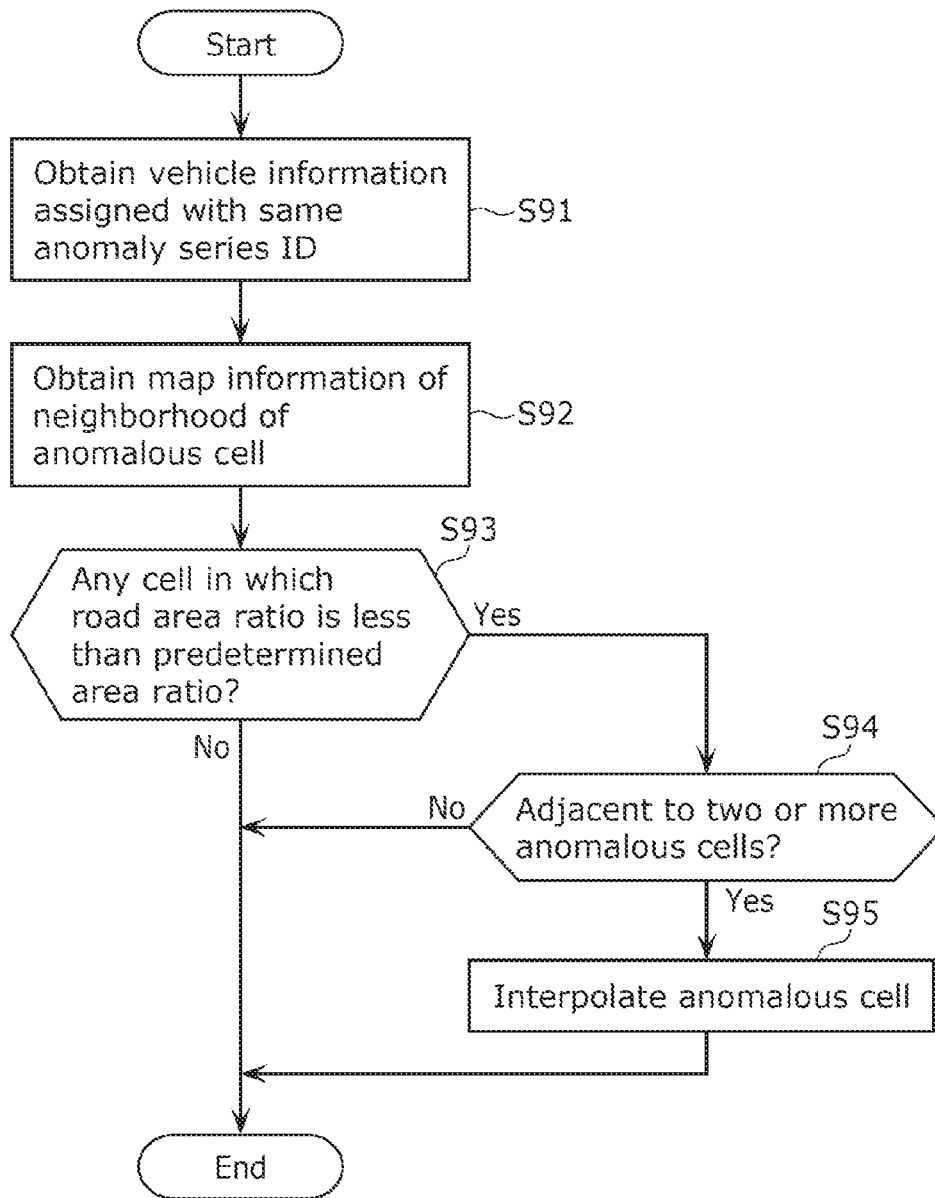 Start
Obtain vehicle information
assigned with same
anomaly series ID
S91
Obtain map information of
neighborhood of
anomalous cell
S92
S93
Any cell in which
road area ratio is less
than predetermined
area ratio?
Yes
No
S94
Adjacent to two or more
anomalous cells?
No
Yes
S95
Interpolate anomalous cell
End